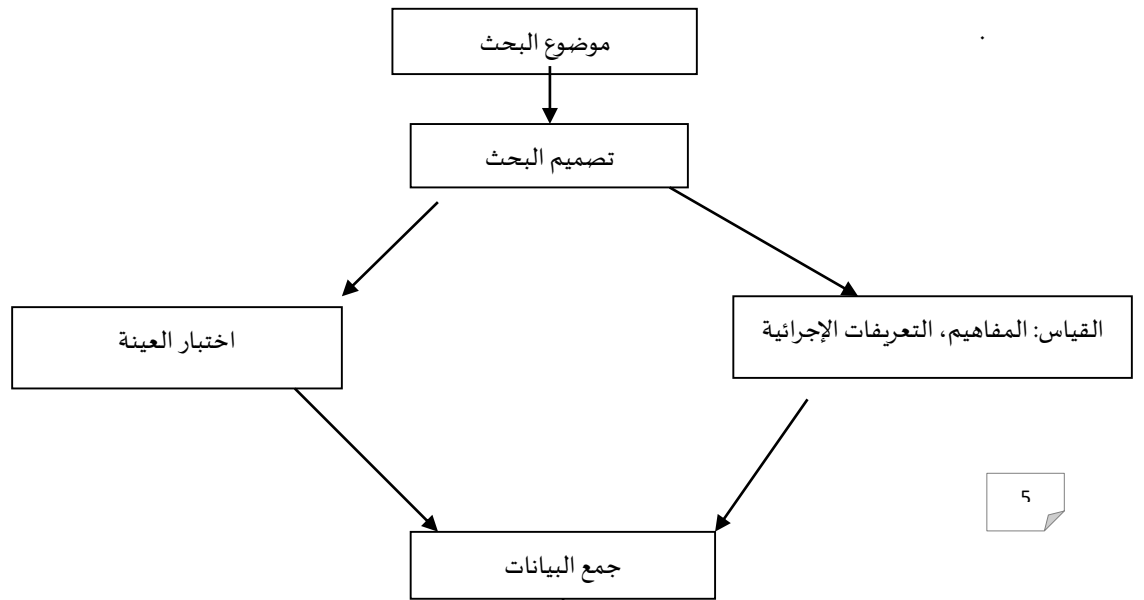 موضوع البحث
تصميم البحث
القياس: المفاهيم، التعريفات الإجرائية
اختبار العينة
جمع البيانات
5